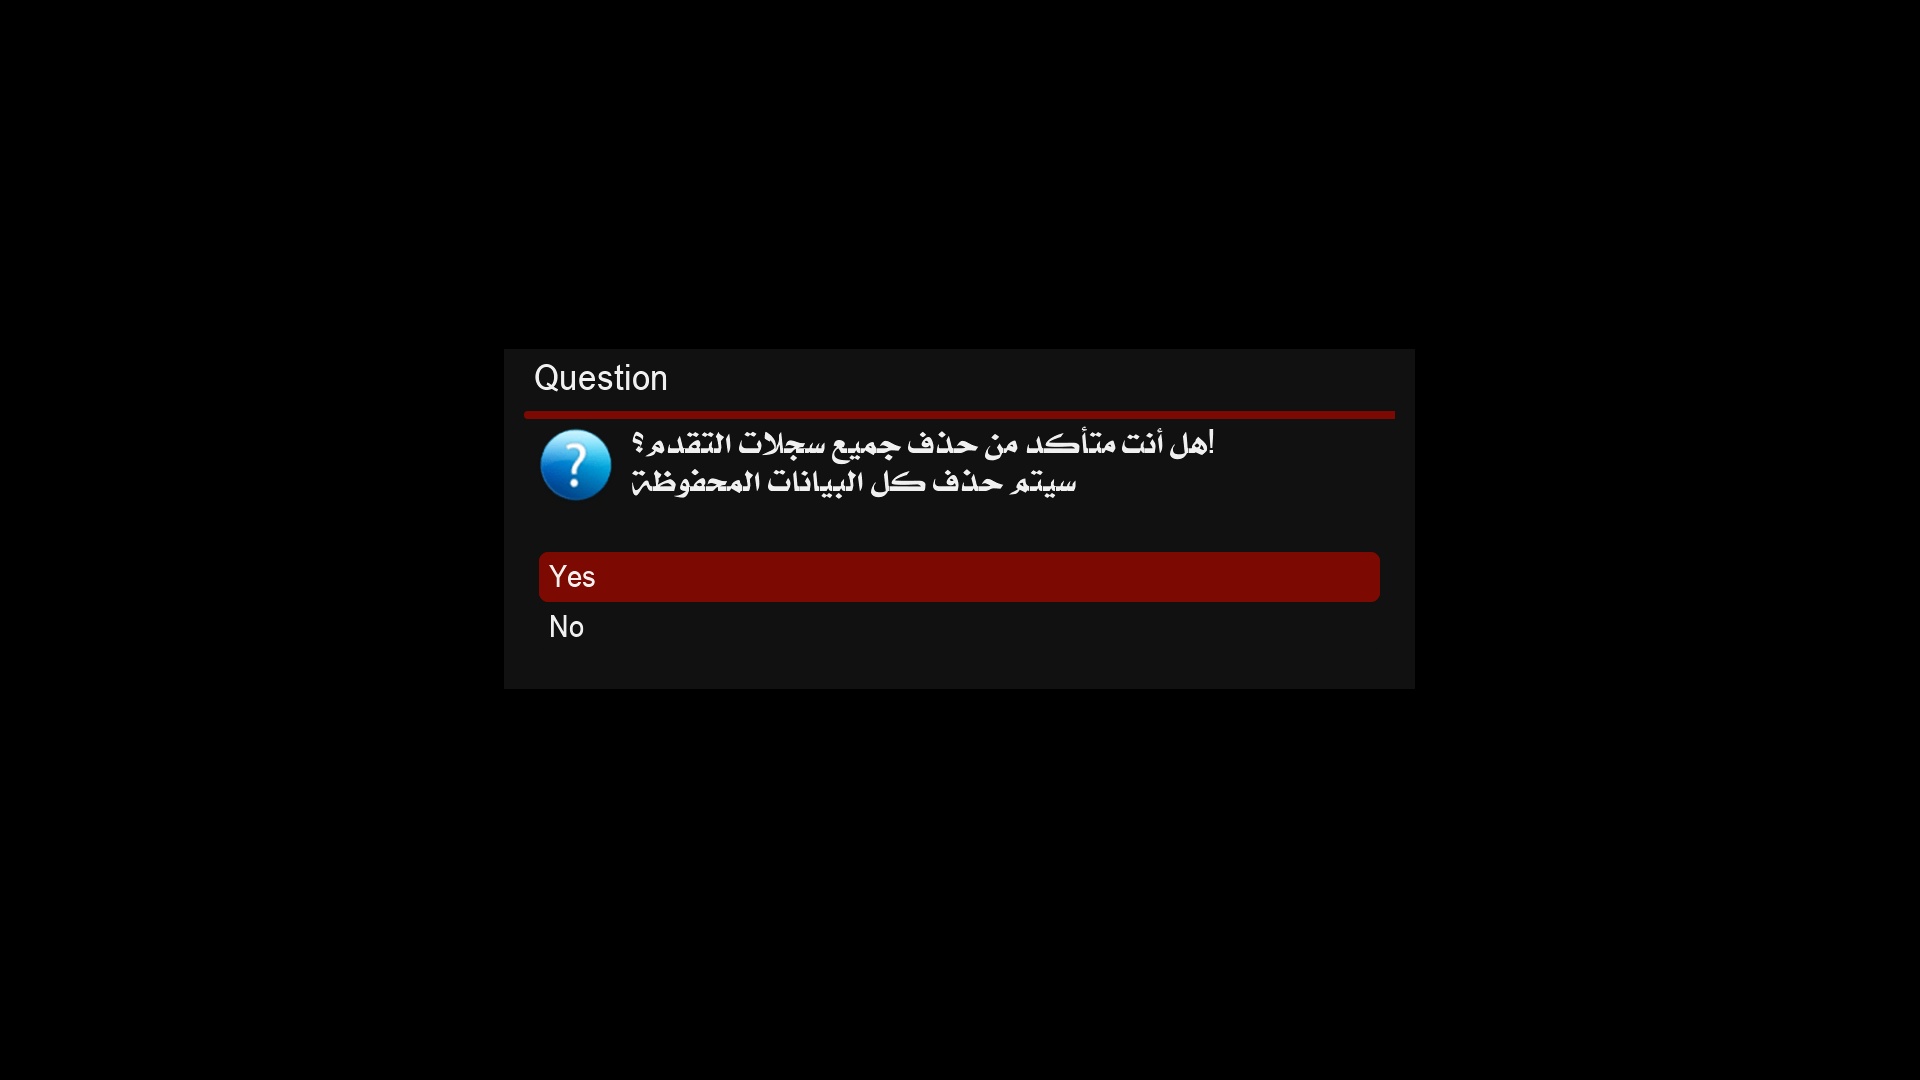 Question
هل أنت متأكد من حذف جميع سجلات التقدم؟!
سيتم حذف كل البيانات المحفوظة
Yes
No